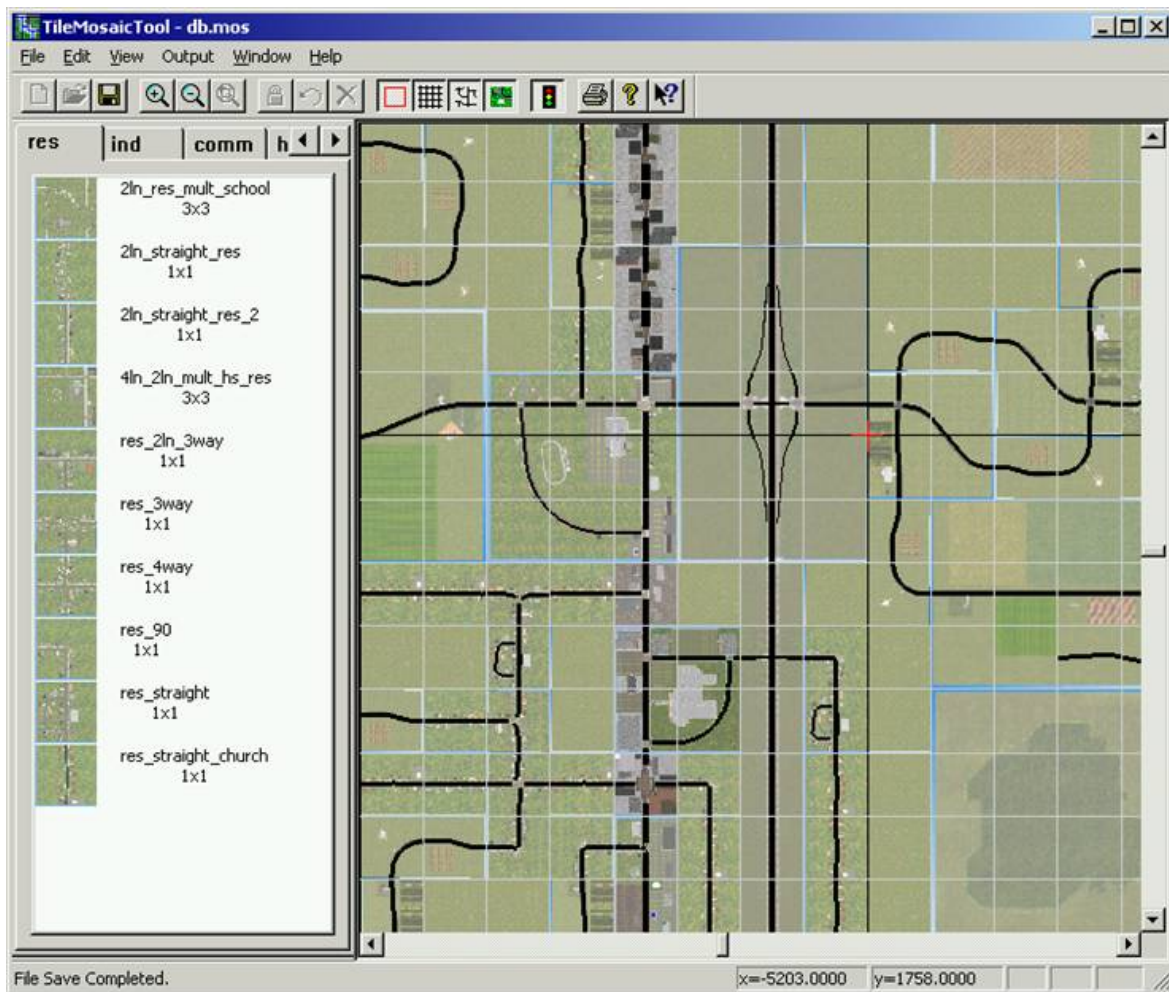 TileMosaicTool - db.mos
File Edit View Output Window Help
res ind comm h
2ln_res_mult_school
3x3
2ln_straight_res
1x1
2ln_straight_res_2
1x1
4ln_2ln_mult_hs_res
3x3
res_2ln_3way
1x1
res_3way
1x1
res_4way
1x1
res_90
1x1
res_straight
1x1
res_straight_church
1x1
File Save Completed.
x=-5203.0000 y=1758.0000